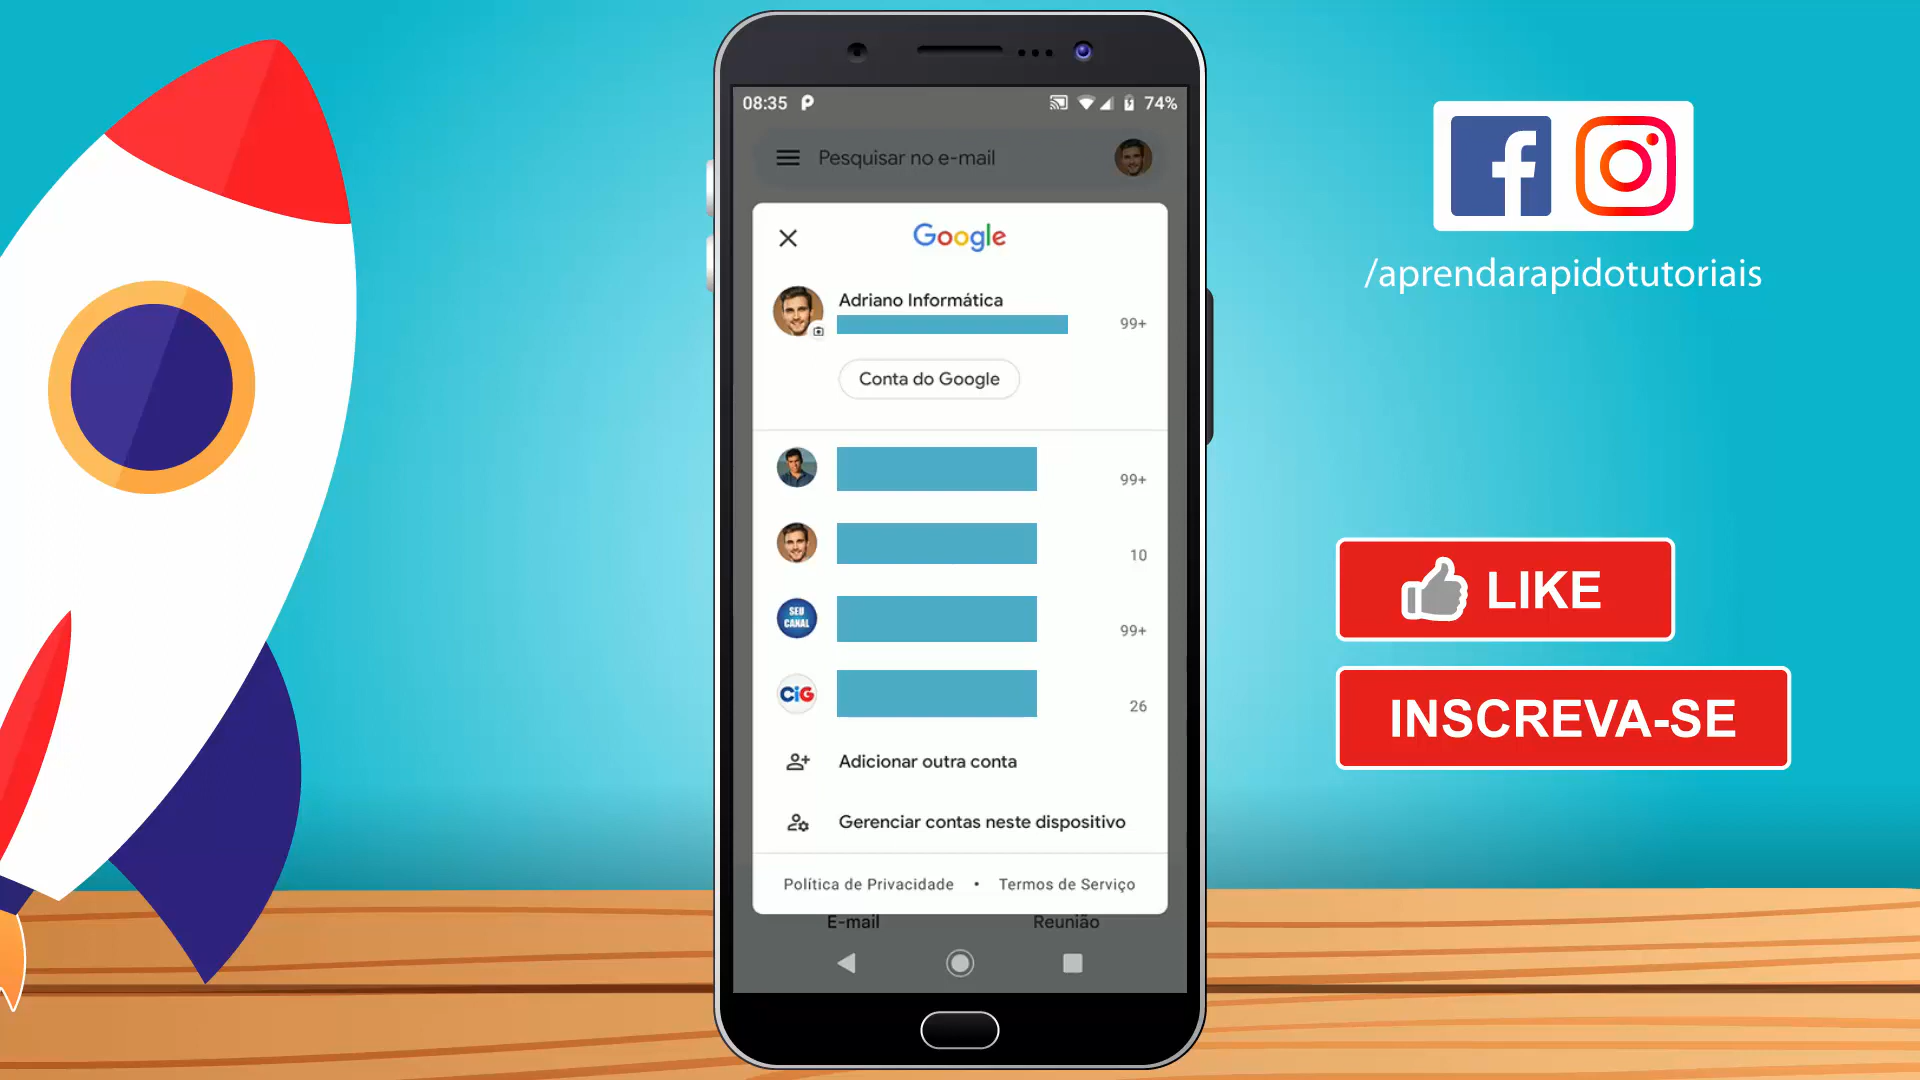 08:35
74%
Pesquisar no e-mail
Google
Adriano Informática
99+
Conta do Google
99+
10
SEU
CANAL
99+
CiG
26
Adicionar outra conta
Gerenciar contas neste dispositivo
Política de Privacidade • Termos de Serviço
E-mail
Reunião
/aprendarapidotutoriais
LIKE
INSCREVA-SE